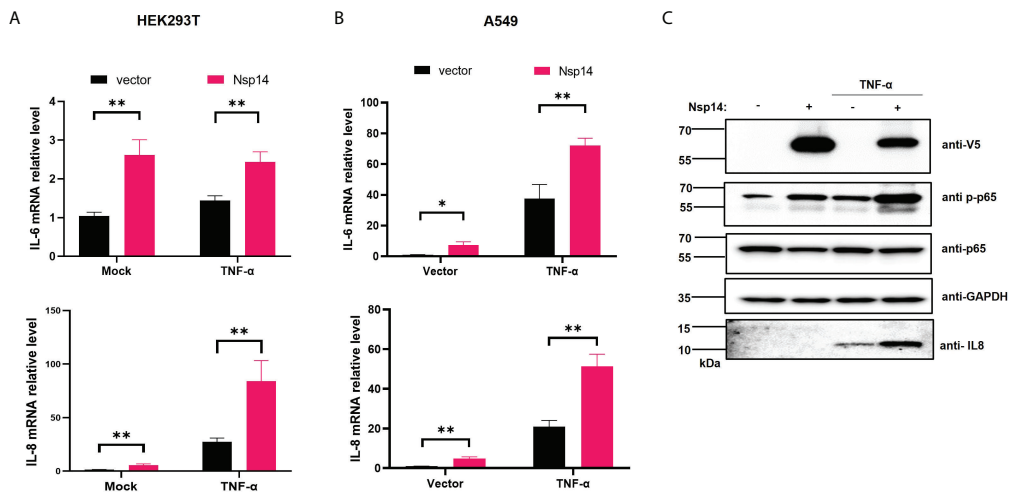 A
HEK293T
vector
Nsp14
IL-6 mRNA relative level
4
3
2
1
0
**
**
Mock
TNF-α
IL-8 mRNA relative level
150
100
50
0
**
**
Mock
TNF-α
B
A549
vector
Nsp14
IL-6 mRNA relative level
100
80
60
40
20
0
*
**
Vector
TNF-α
IL-8 mRNA relative level
80
60
40
20
0
**
**
Vector
TNF-α
C
TNF-α
Nsp14: - + - +
70
55
anti-V5
70
55
anti p-p65
70
55
anti-p65
35
anti-GAPDH
15
10
anti- IL8
kDa